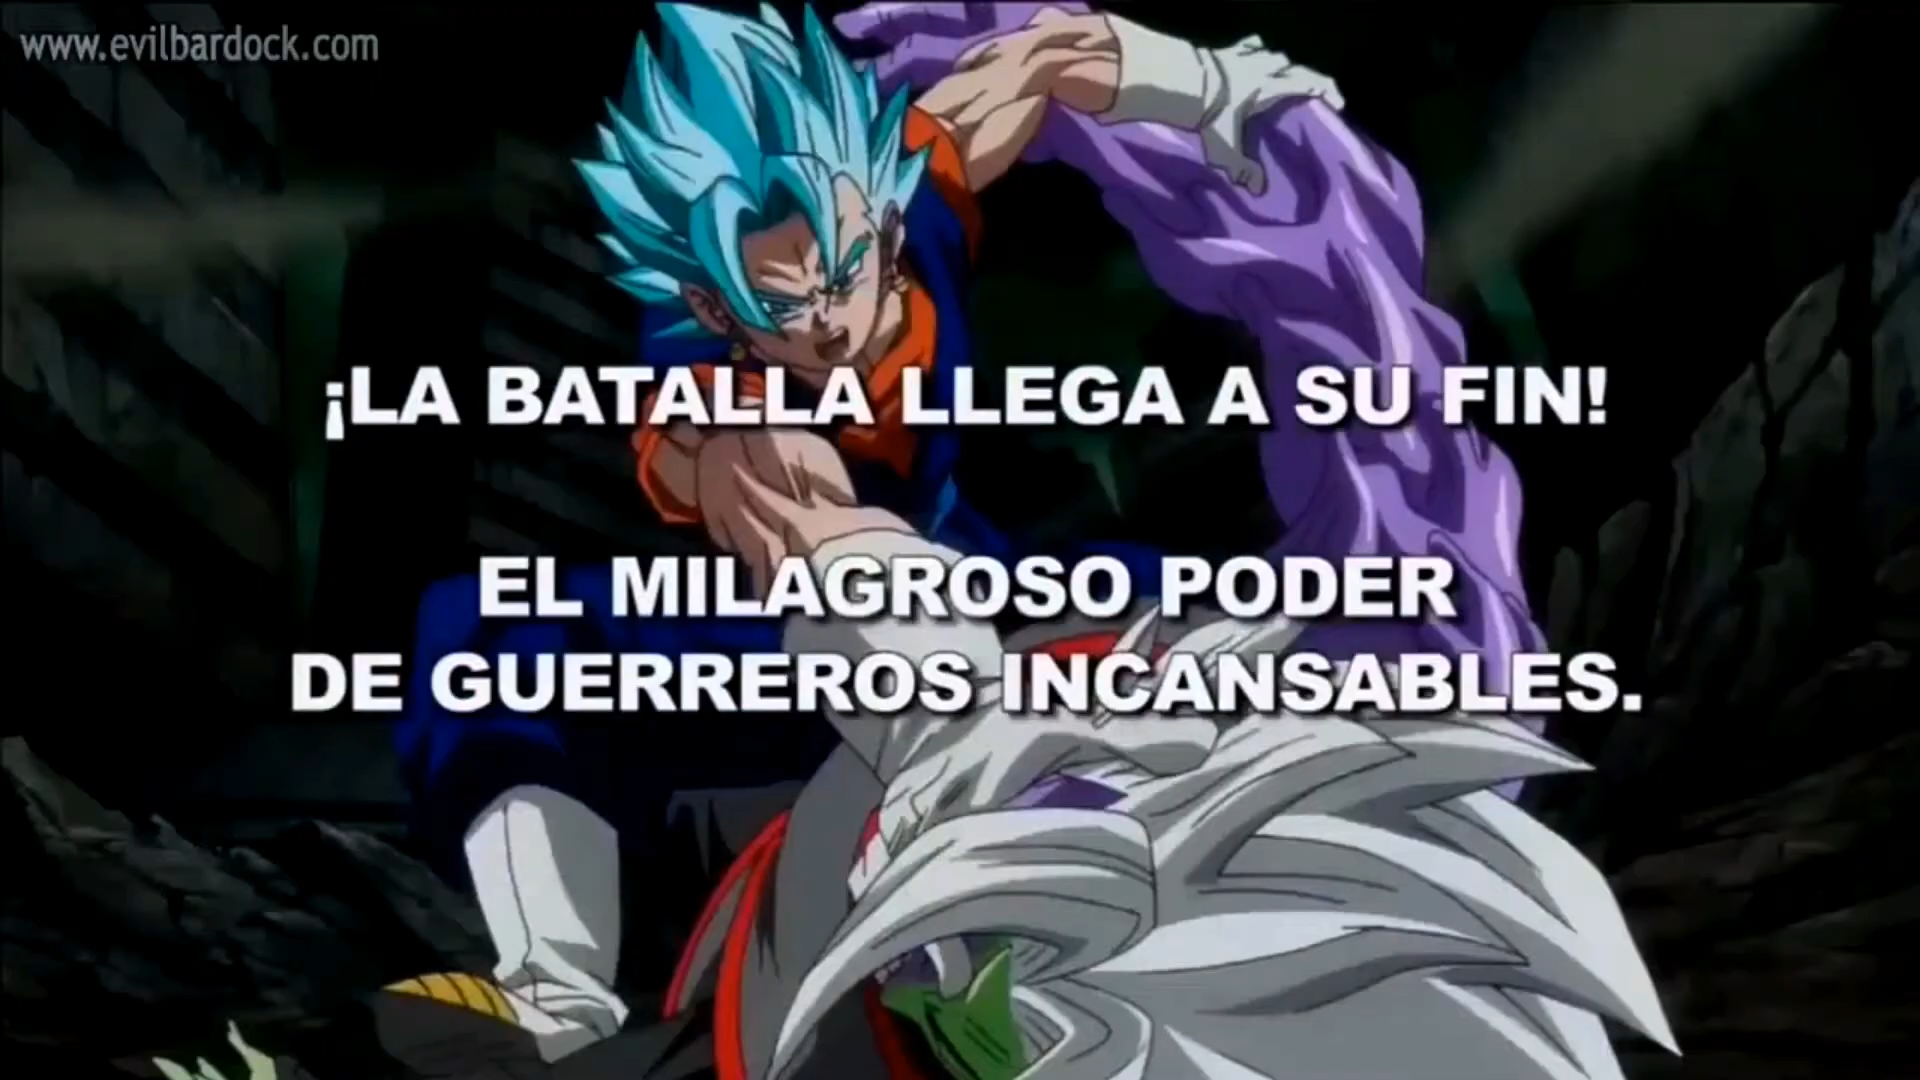 www.evilbardock.com
¡LA BATALLA LLEGA A SU FIN!
EL MILAGROSO PODER
DE GUERREROS INCANSABLES.